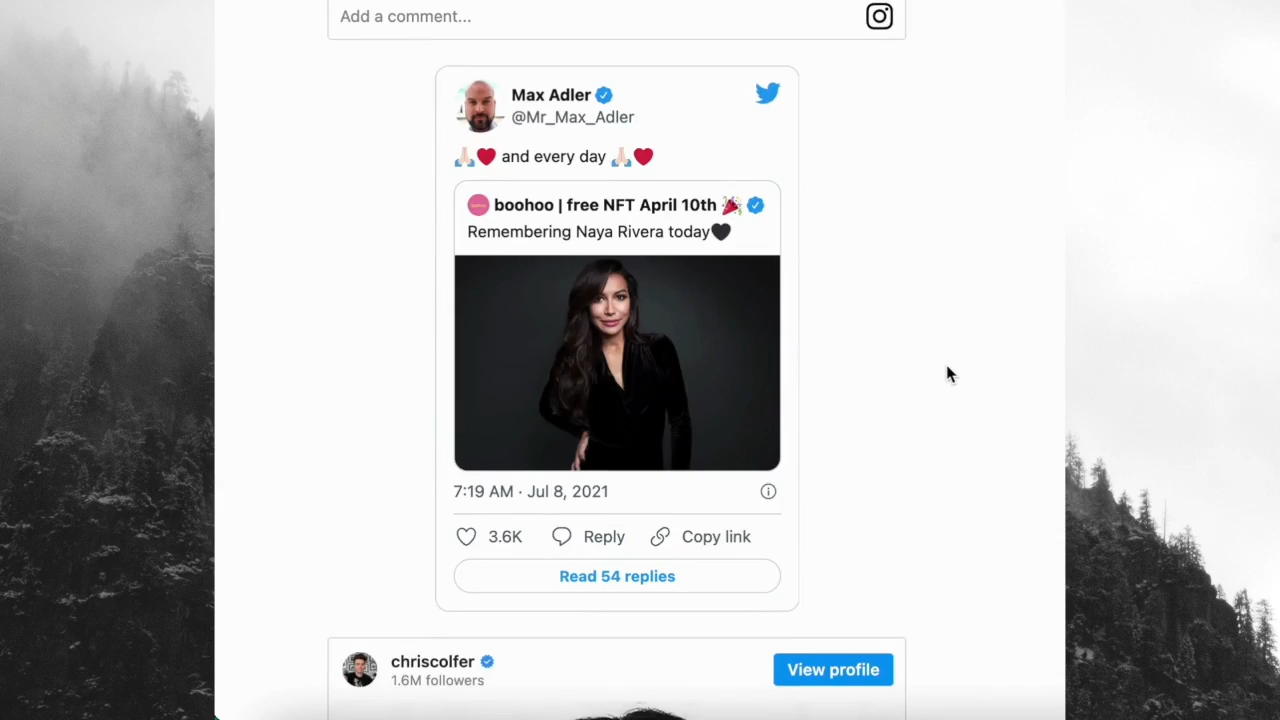 Add a comment...
Max Adler
@Mr_Max_Adler
🙏🏻❤️ and every day 🙏🏻❤️
boohoo | free NFT April 10th 🎉
Remembering Naya Rivera today🖤
7:19 AM · Jul 8, 2021
3.6K Reply Copy link
Read 54 replies
chriscolfer
1.6M followers
View profile